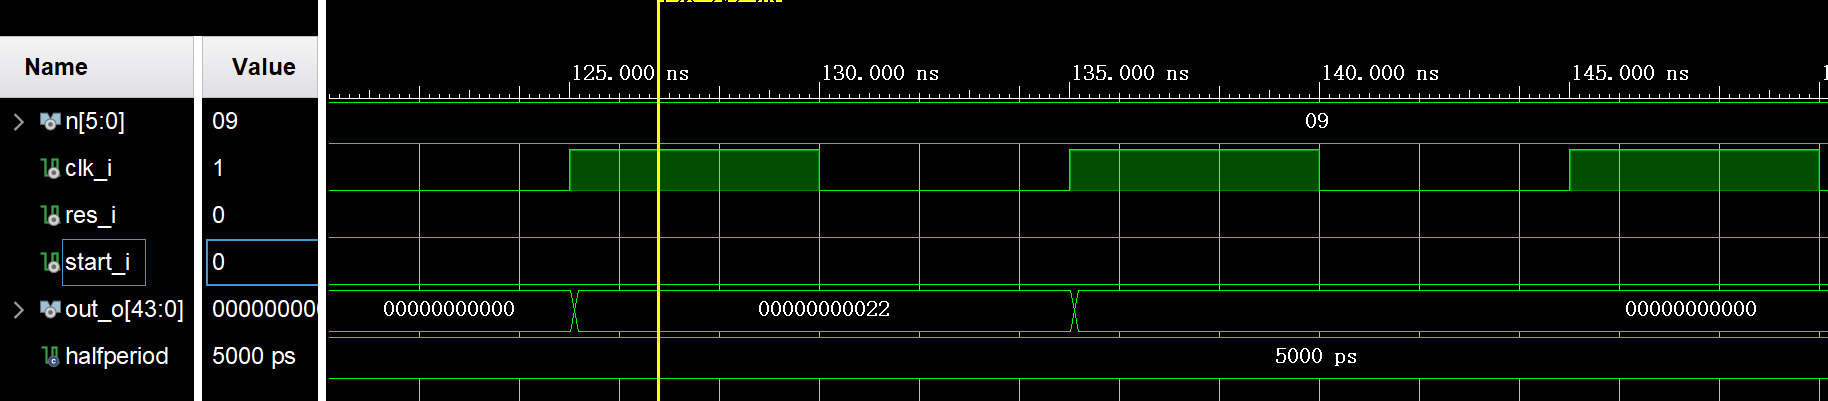 125.000 ns 130.000 ns 135.000 ns 140.000 ns 145.000 ns
Name Value
n[5:0] 09 09
clk_i 1
res_i 0
start_i 0
out_o[43:0] 000000000 00000000000 00000000022 00000000000
halfperiod 5000 ps 5000 ps